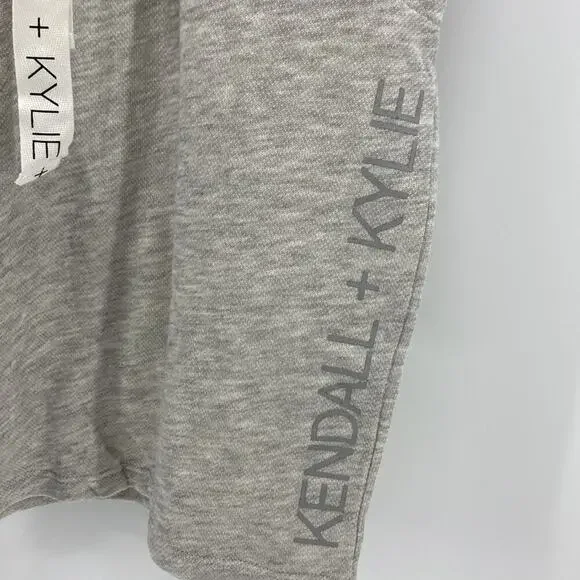 + KYLIE +
KENDALL + KYLIE